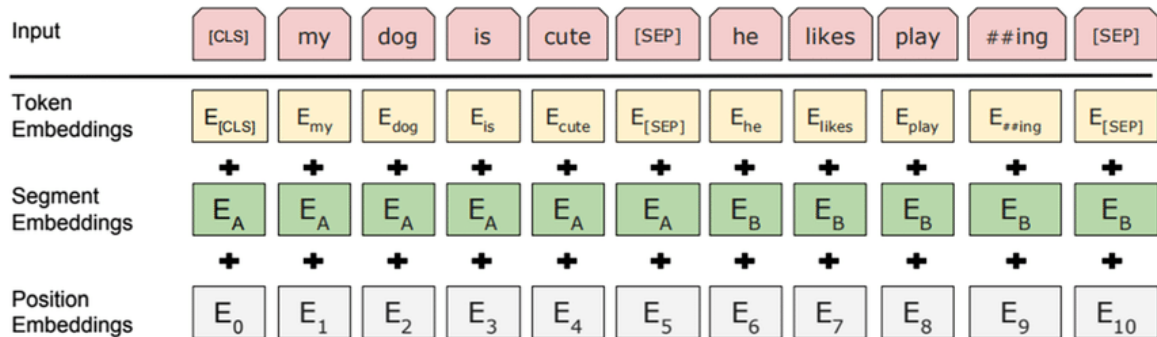 Input [CLS] my dog is cute [SEP] he likes play ##ing [SEP]
Token Embeddings E[CLS] Emy Edog Eis Ecute E[SEP] Ehe Elikes Eplay E##ing E[SEP]
+ + + + + + + + + + +
Segment Embeddings EA EA EA EA EA EA EB EB EB EB EB
+ + + + + + + + + + +
Position Embeddings E0 E1 E2 E3 E4 E5 E6 E7 E8 E9 E10